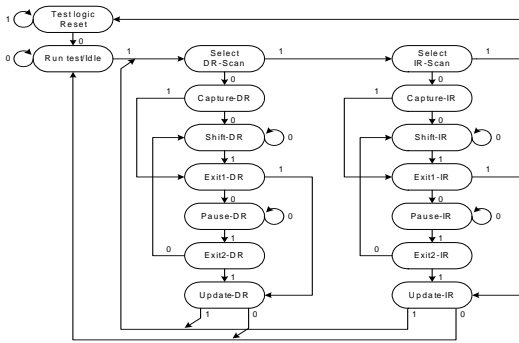 Test logic
Reset
1
0
0
Run test/Idle
1
Select
DR-Scan
1
Select
IR-Scan
1
0
0
Capture-DR
1
Capture-IR
0
0
Shift-DR
0
Shift-IR
0
1
1
Exit1-DR
1
Exit1-IR
1
0
0
Pause-DR
0
Pause-IR
0
1
1
0
Exit2-DR
0
Exit2-IR
1
1
Update-DR
Update-IR
1
0
1
0